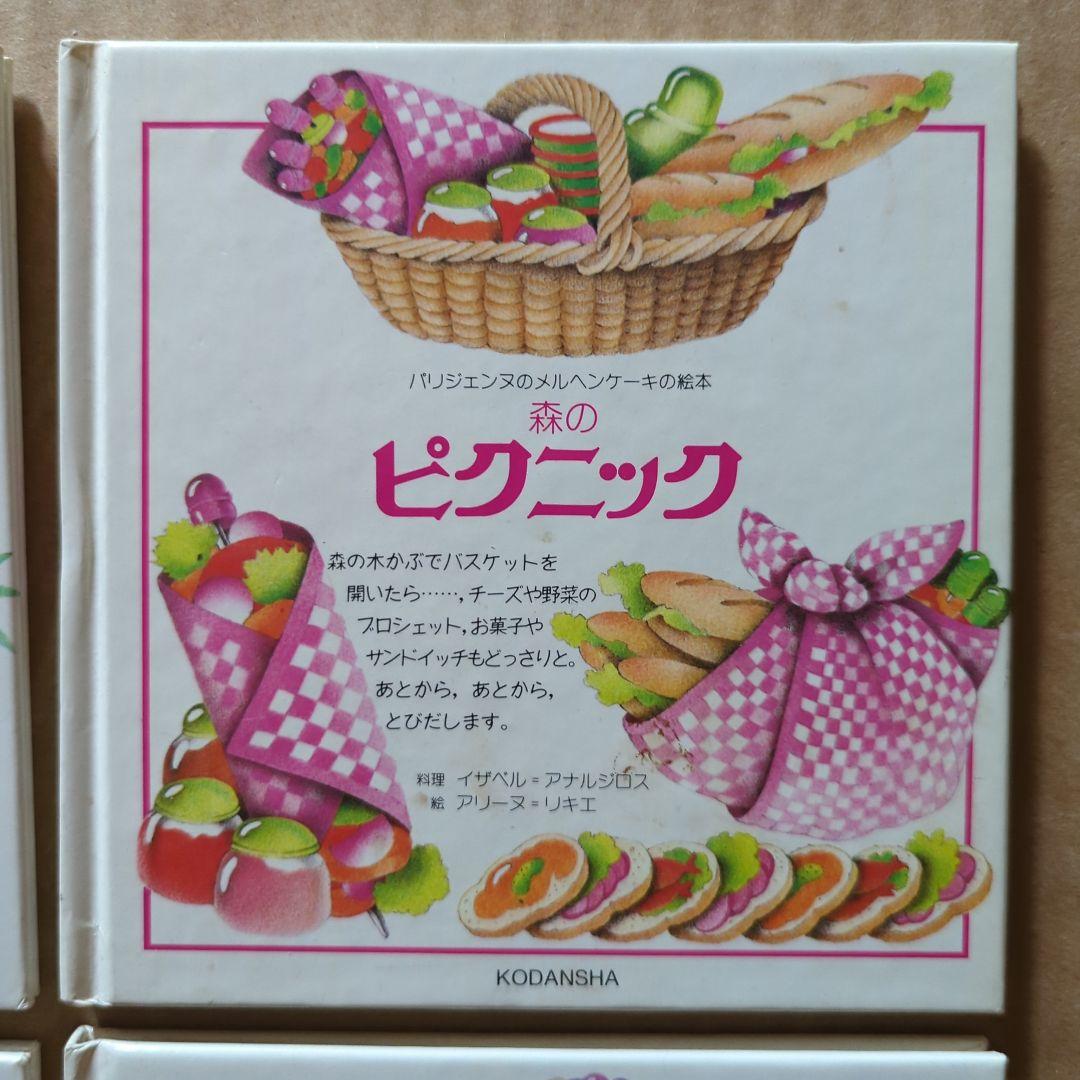 パリジェンヌのメルヘンケーキの絵本
森の
ピクニック
森の木かぶでバスケットを
開いたら……,チーズや野菜の
ブロシェット,お菓子や
サンドイッチもどっさりと。
あとから,あとから,
とびだします。
料理 イザベル=アナルジロス
絵 アリーヌ=リキエ
KODANSHA